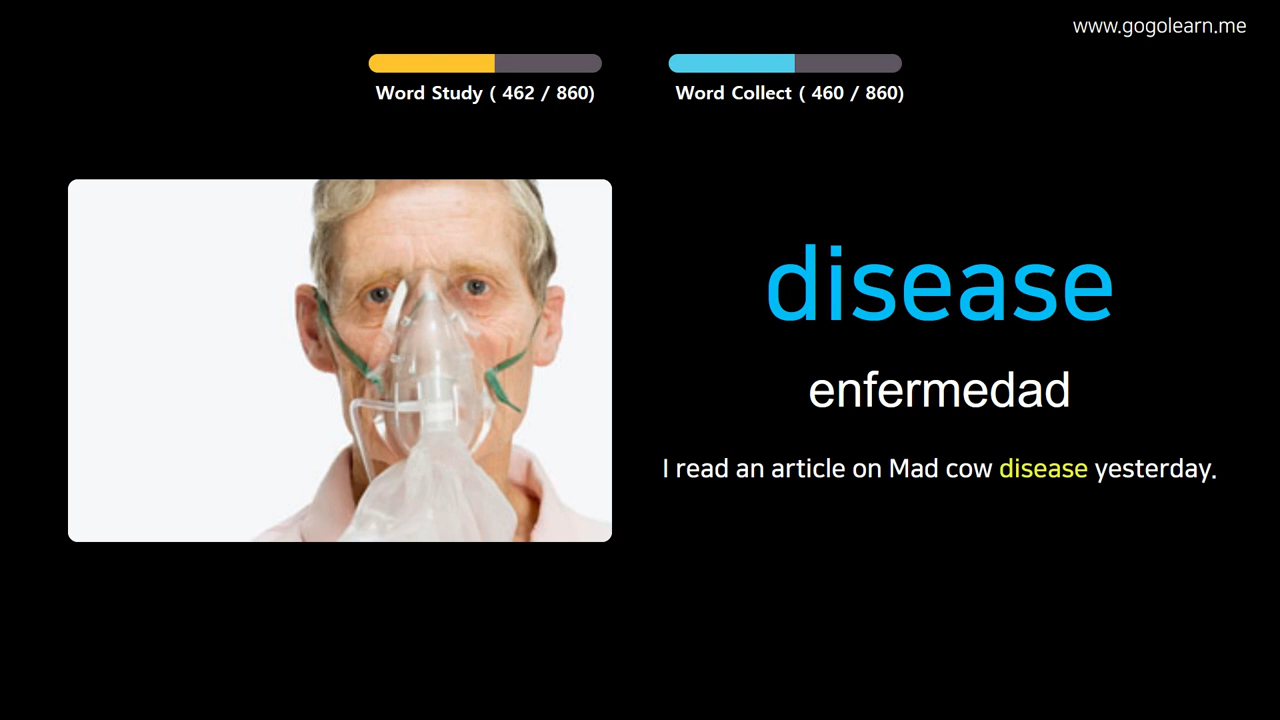 www.gogolearn.me
Word Study ( 462 / 860)
Word Collect ( 460 / 860)
disease
enfermedad
I read an article on Mad cow disease yesterday.